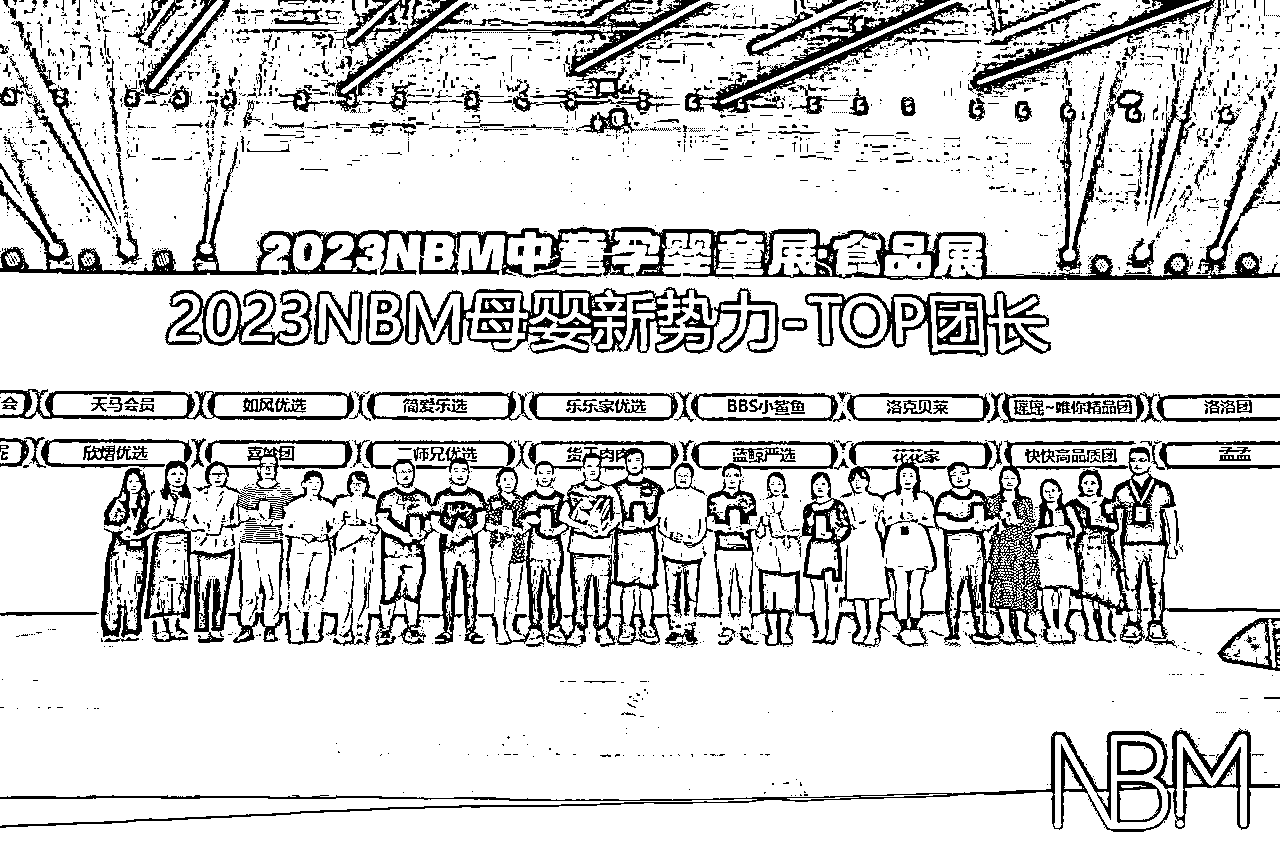 2023NBM中童孕婴童展·食品展
2023NBM母婴新势力-TOP团长
会 天马会员 如风优选 简爱乐选 乐乐家优选 BBS小鲨鱼 洛克贝莱 瑶瑶~唯你精品团 洛洛团
欣熠优选 喜妙团 二师兄优选 蓝鲸严选 花花家 快快高品质团 孟孟
NBM